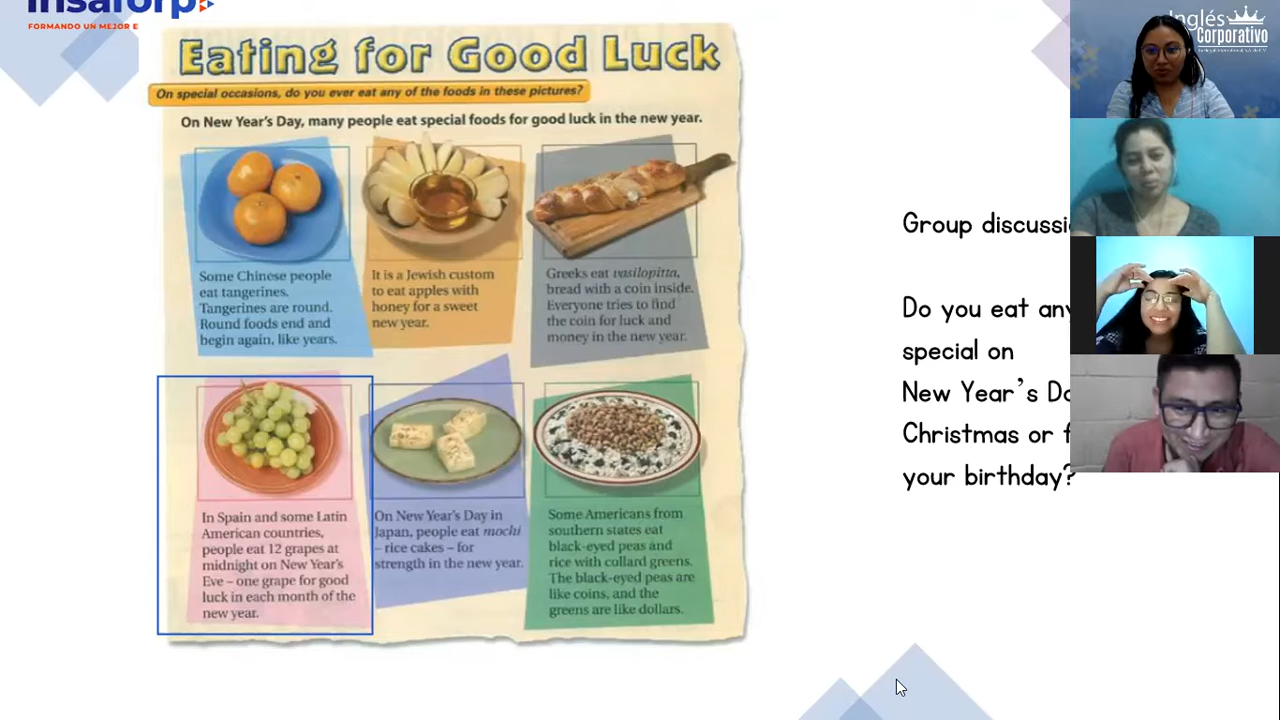 insaforp
FORMANDO UN MEJOR E
Eating for Good Luck
On special occasions, do you ever eat any of the foods in these pictures?
On New Year's Day, many people eat special foods for good luck in the new year.
Some Chinese people
eat tangerines.
Tangerines are round.
Round foods end and
begin again, like years.
It is a Jewish custom
to eat apples with
honey for a sweet
new year.
Greeks eat vasilopitta,
bread with a coin inside.
Everyone tries to find
the coin for luck and
money in the new year.
In Spain and some Latin
American countries,
people eat 12 grapes at
midnight on New Year's
Eve – one grape for good
luck in each month of the
new year.
On New Year's Day in
Japan, people eat mochi
– rice cakes – for
strength in the new year.
Some Americans from
southern states eat
black-eyed peas and
rice with collard greens.
The black-eyed peas are
like coins, and the
greens are like dollars.
Group discussi
Do you eat any
special on
New Year's Da
Christmas or f
your birthday?
Inglés
Corporativo